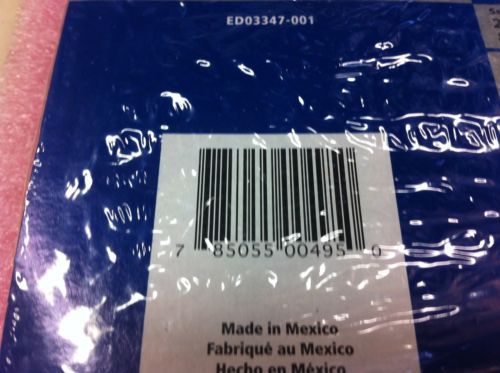 ED03347-001
7 85055 00495 0
Made in Mexico
Fabriqué au Mexico
Hecho en México